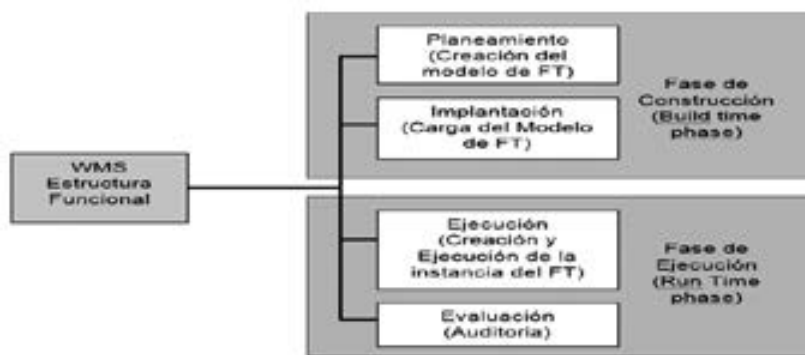 Planeamiento
(Creación del
modelo de FT)
Implantación
(Carga del Modelo
de FT)
Fase de
Construcción
(Build time
phase)
WMS
Estructura
Funcional
Ejecución
(Creación y
Ejecución de la
instancia del FT)
Evaluación
(Auditoria)
Fase de
Ejecución
(Run Time
phase)